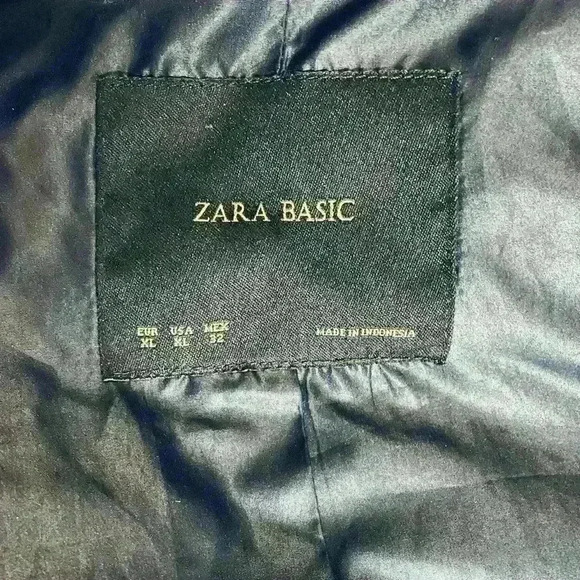 ZARA BASIC
EUR USA MEX
XL XL 32
MADE IN INDONESIA